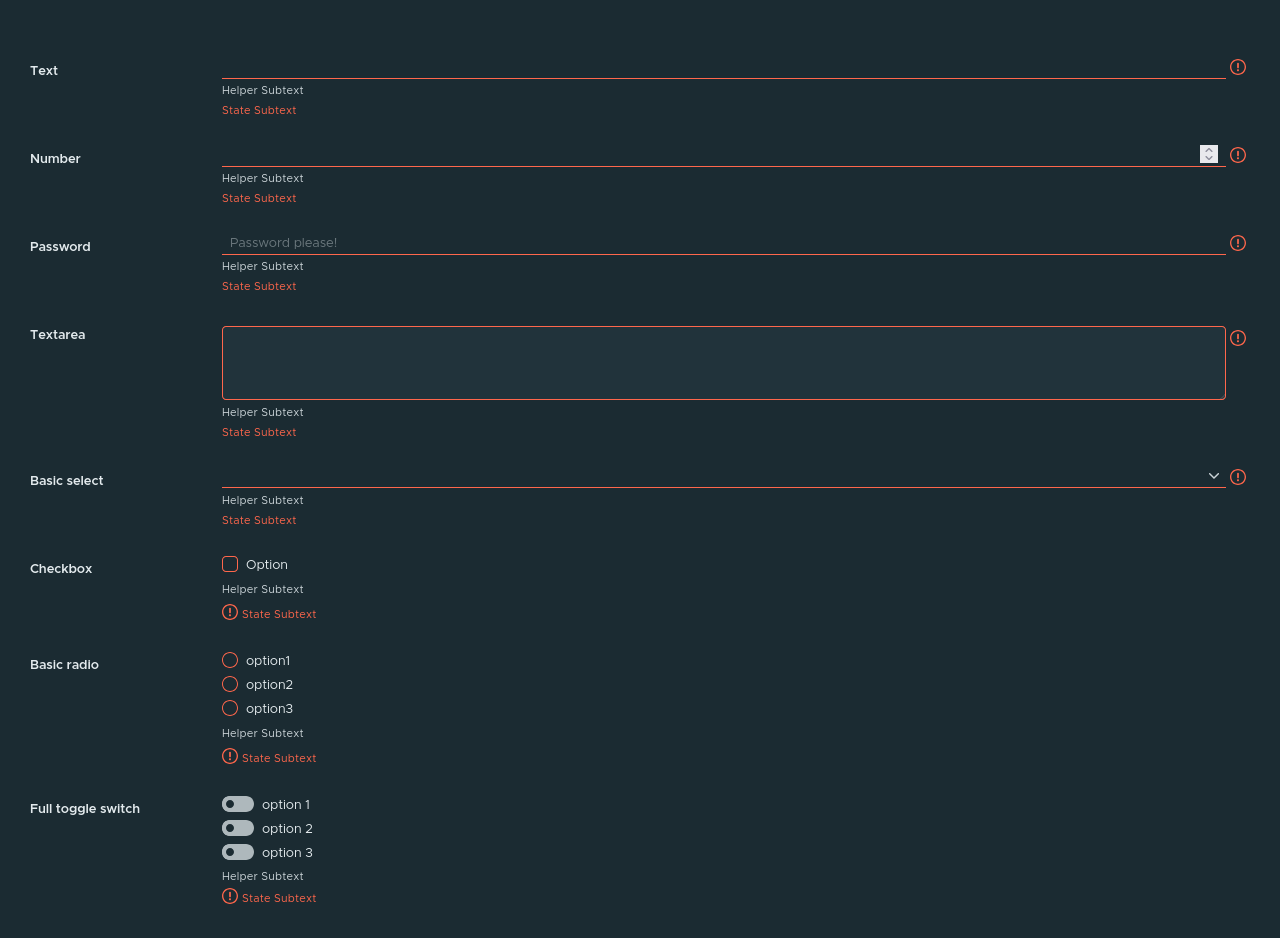 Text
Helper Subtext
State Subtext
Number
Helper Subtext
State Subtext
Password
Password please!
Helper Subtext
State Subtext
Textarea
Helper Subtext
State Subtext
Basic select
Helper Subtext
State Subtext
Checkbox
Option
Helper Subtext
State Subtext
Basic radio
option1
option2
option3
Helper Subtext
State Subtext
Full toggle switch
option 1
option 2
option 3
Helper Subtext
State Subtext